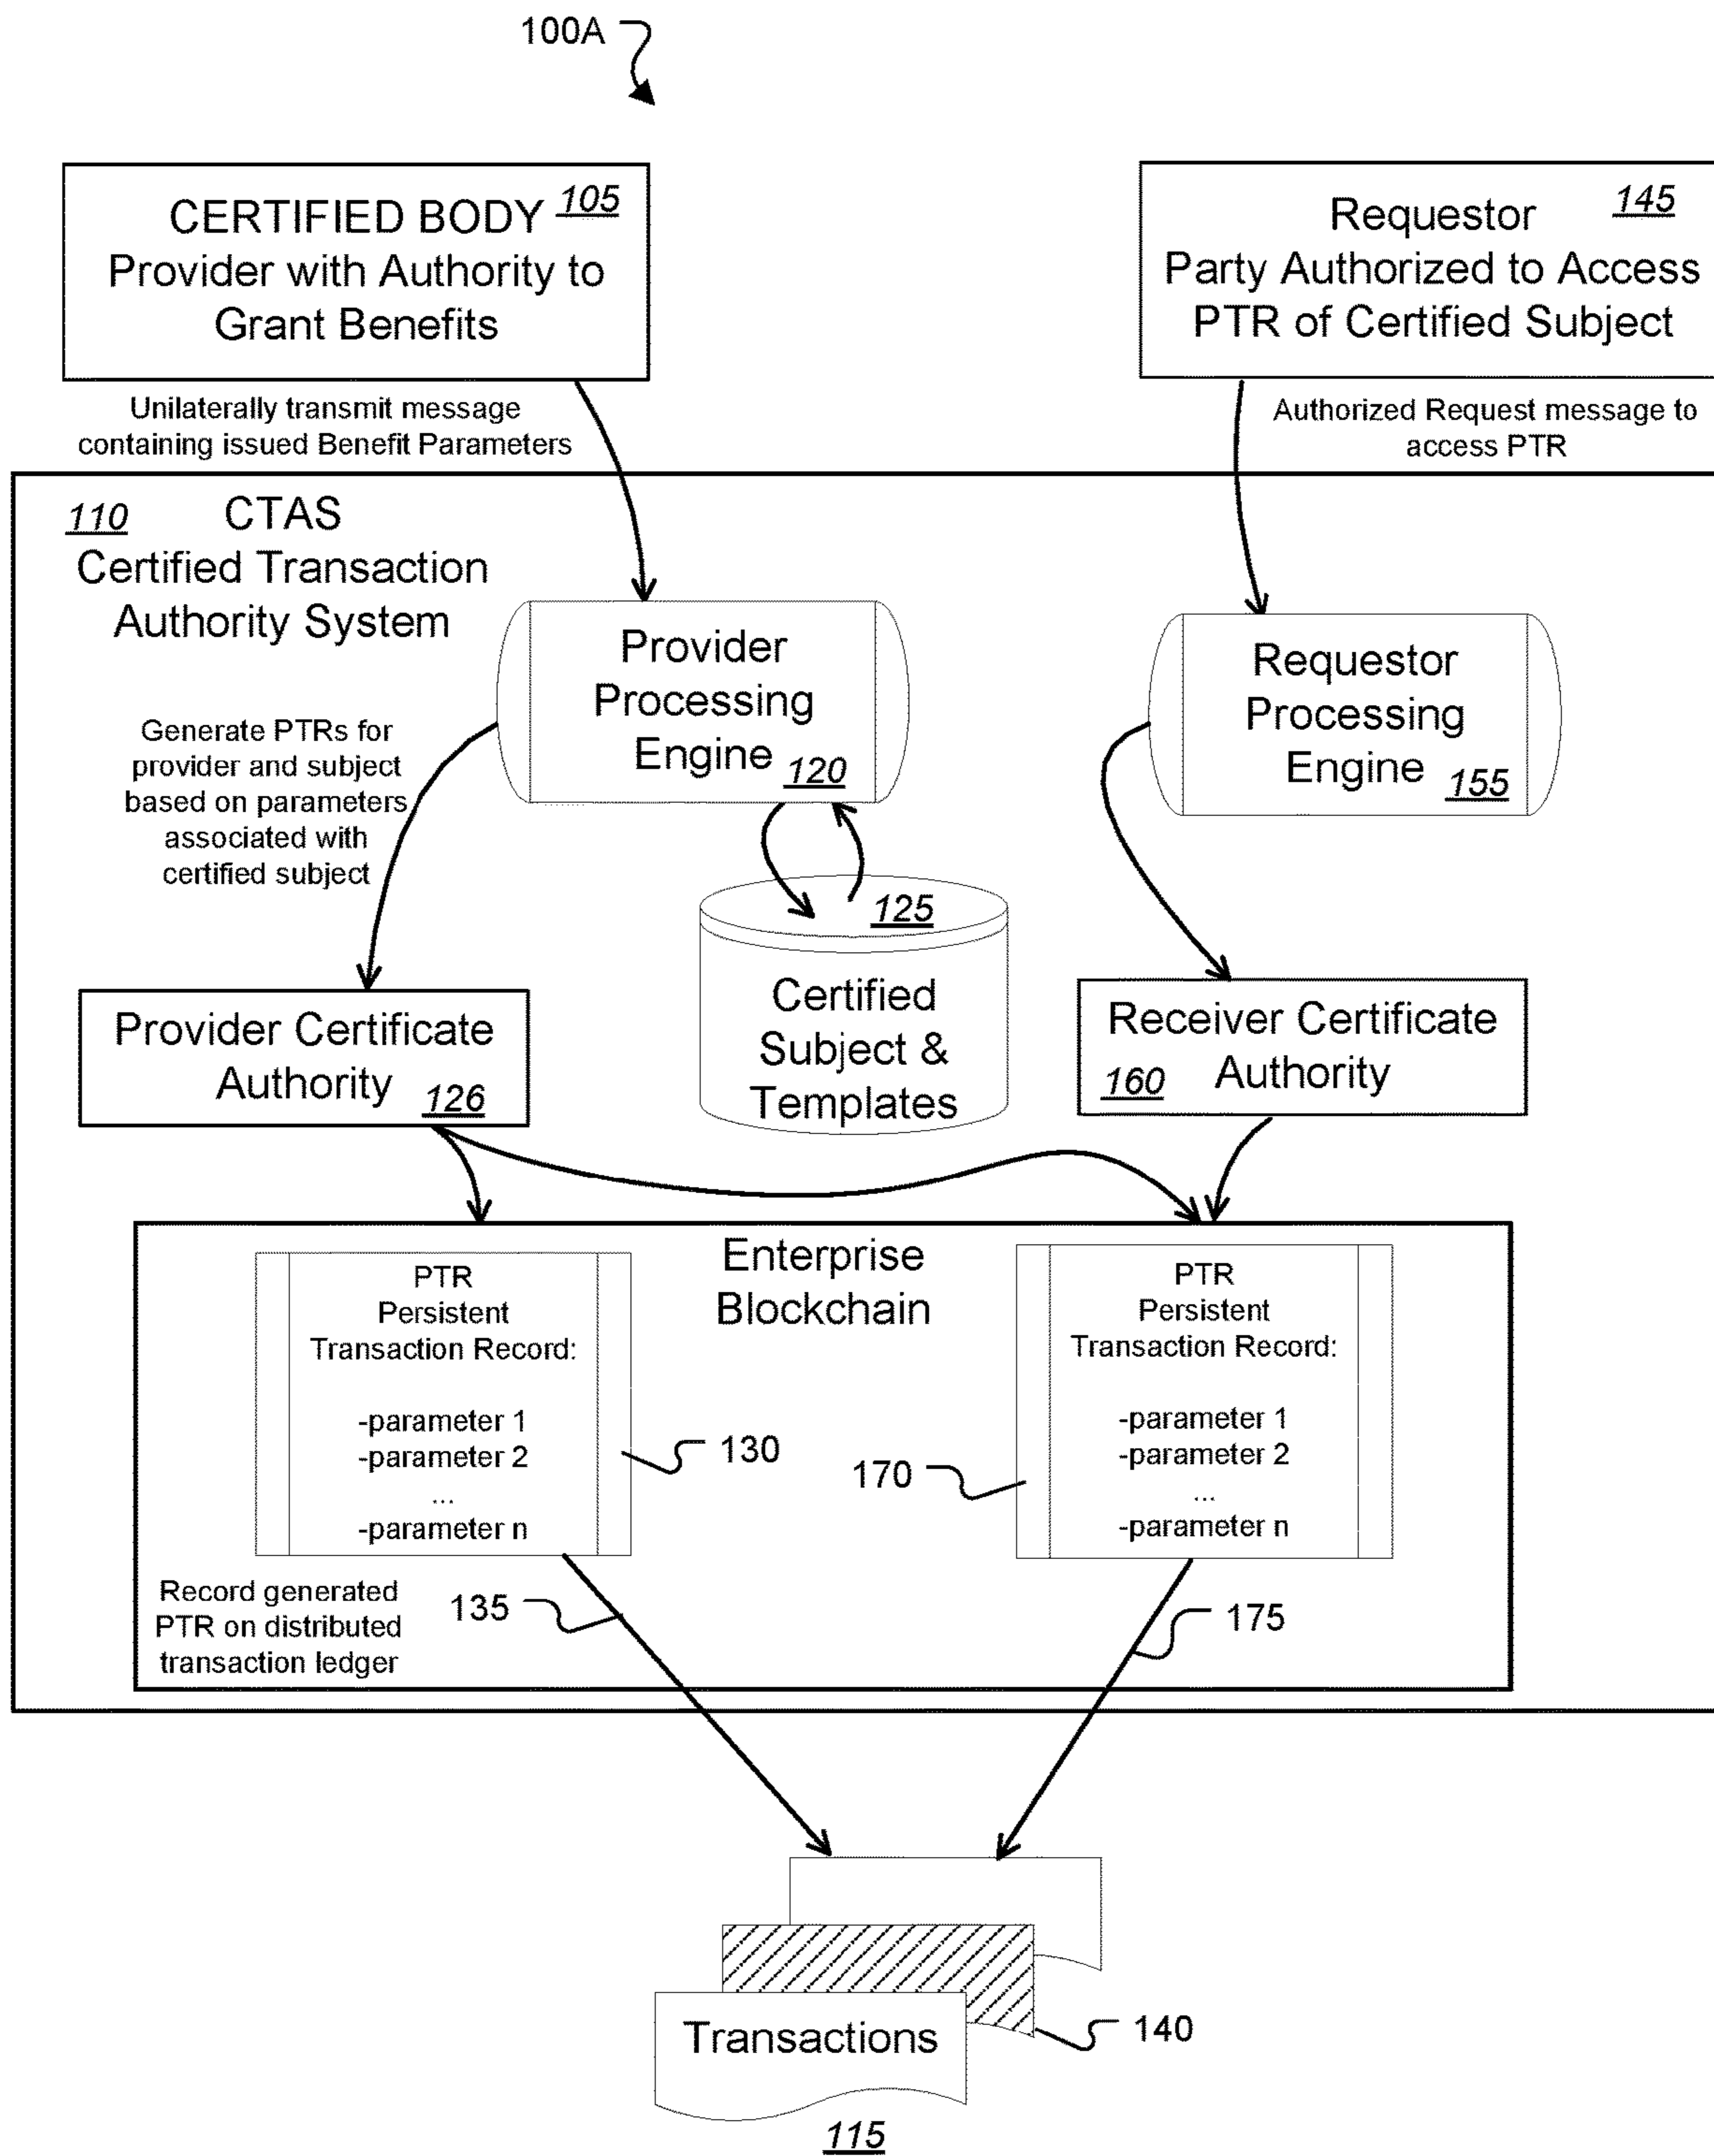 100A
CERTIFIED BODY 105
Provider with Authority to
Grant Benefits
Requestor 145
Party Authorized to Access
PTR of Certified Subject
Unilaterally transmit message
containing issued Benefit Parameters
Authorized Request message to
access PTR
110 CTAS
Certified Transaction
Authority System
Provider
Processing
Engine 120
Requestor
Processing
Engine 155
Generate PTRs for
provider and subject
based on parameters
associated with
certified subject
125
Certified
Subject &
Templates
Provider Certificate
Authority 126
Receiver Certificate
160 Authority
Enterprise
Blockchain
PTR
Persistent
Transaction Record:
-parameter 1
-parameter 2
...
-parameter n
130
PTR
Persistent
Transaction Record:
-parameter 1
-parameter 2
...
-parameter n
170
Record generated
PTR on distributed
transaction ledger
135
175
Transactions
140
115